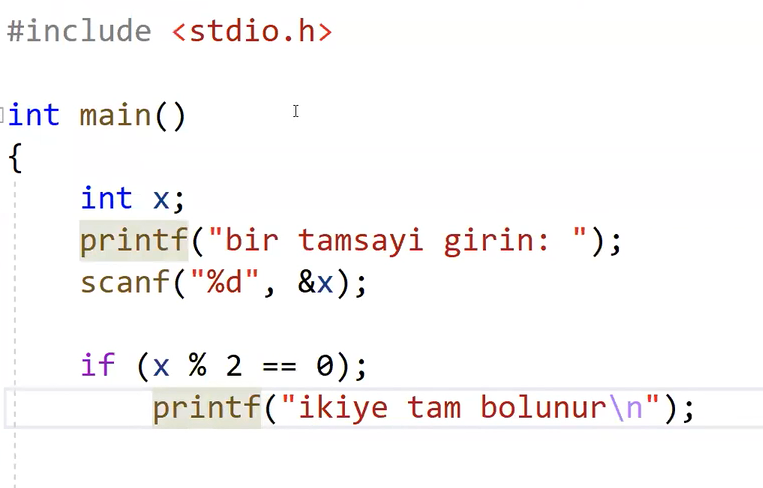 #include <stdio.h>
int main()
{
int x;
printf("bir tamsayi girin: ");
scanf("%d", &x);
if (x % 2 == 0);
printf("ikiye tam bolunur\n");